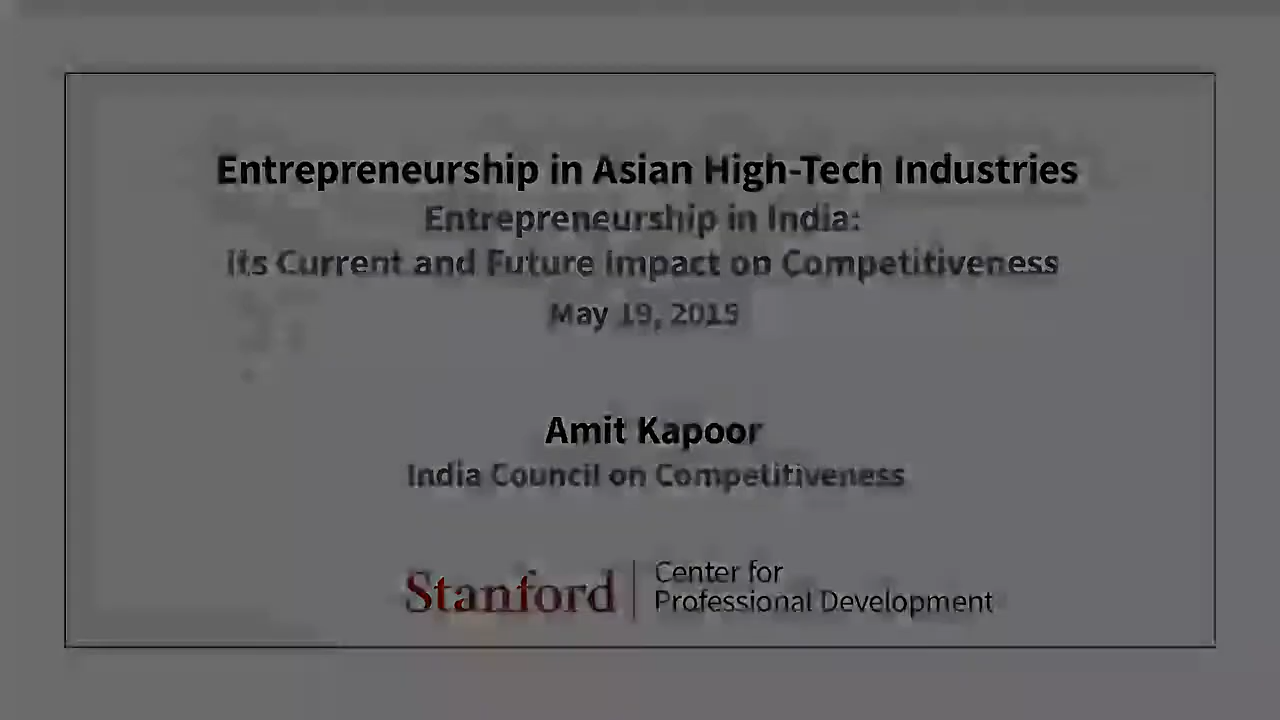 Entrepreneurship in Asian High-Tech Industries
Entrepreneurship in India:
Its Current and Future Impact on Competitiveness
May 19, 2015
Amit Kapoor
India Council on Competitiveness
Stanford
Center for
Professional Development